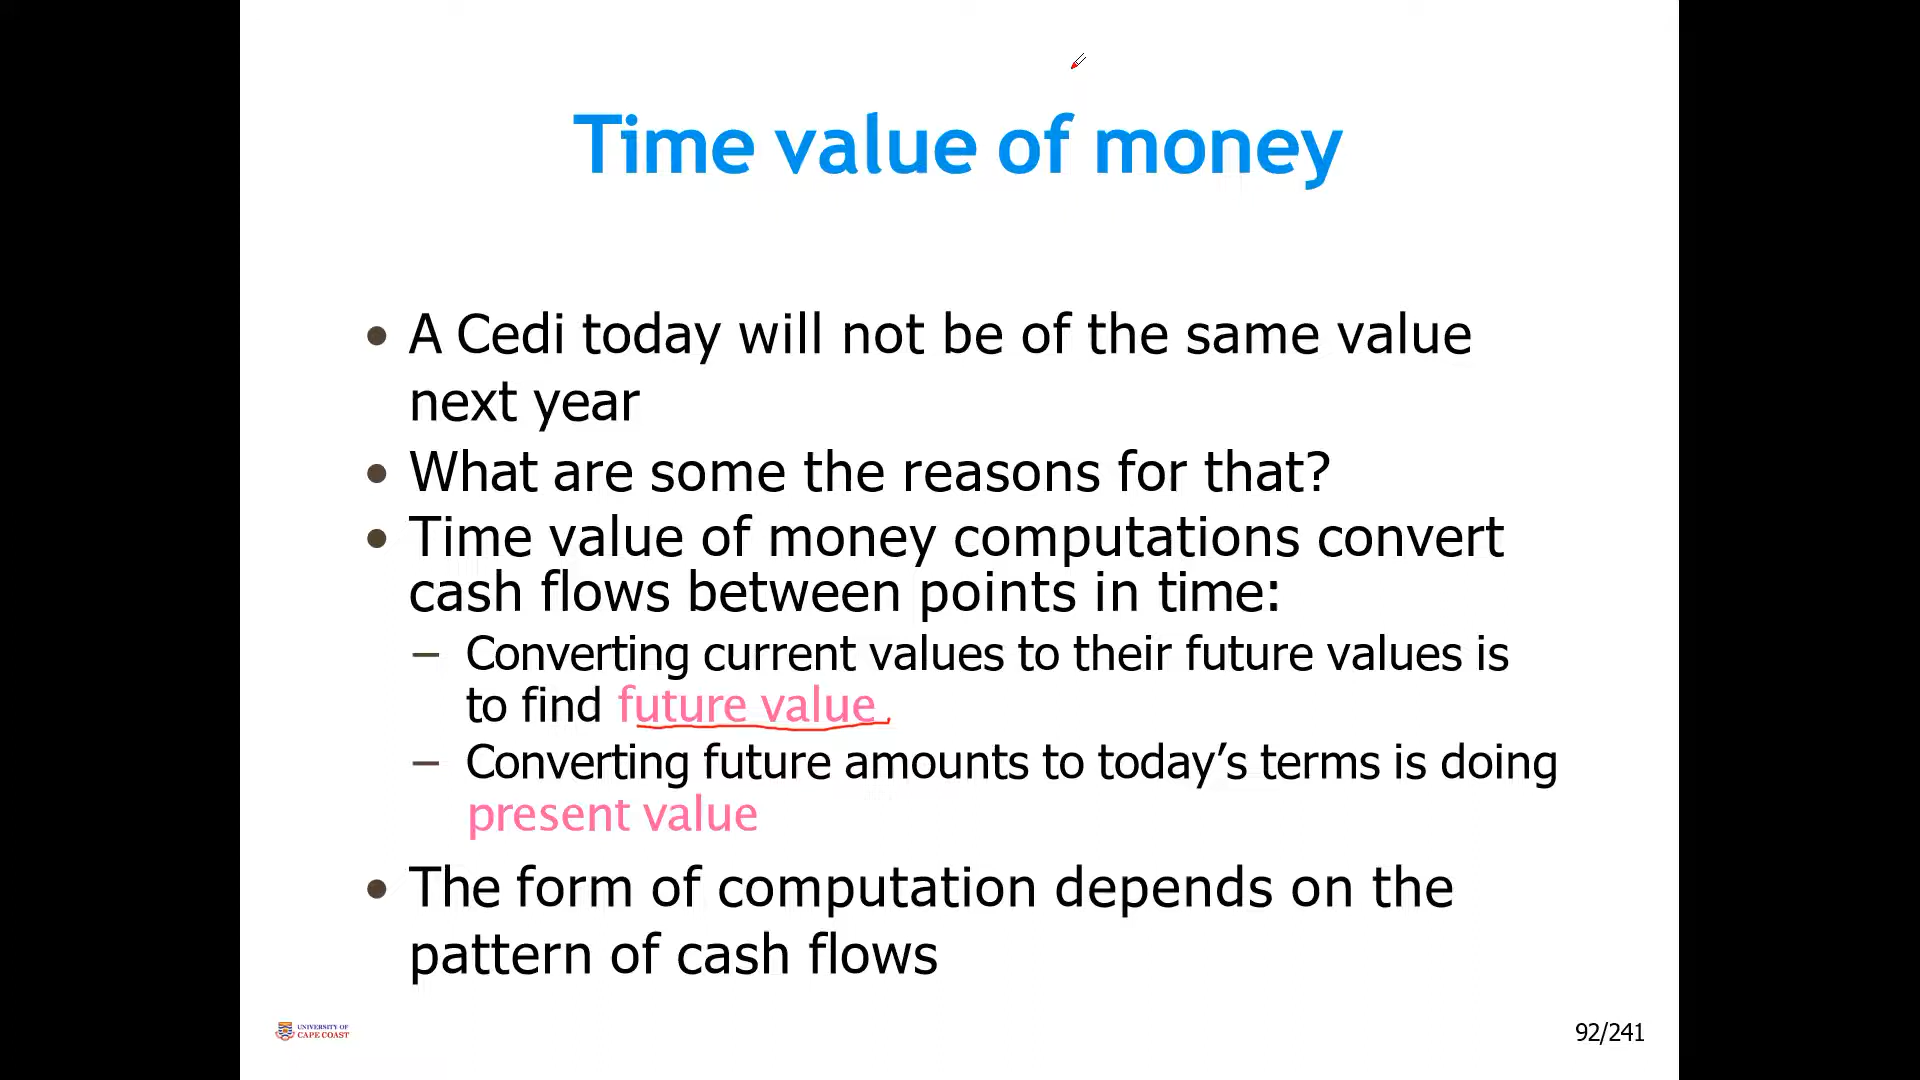 Time value of money
• A Cedi today will not be of the same value
next year
• What are some the reasons for that?
• Time value of money computations convert
cash flows between points in time:
– Converting current values to their future values is
to find future value
– Converting future amounts to today’s terms is doing
present value
• The form of computation depends on the
pattern of cash flows
UNIVERSITY OF
CAPE COAST
92/241